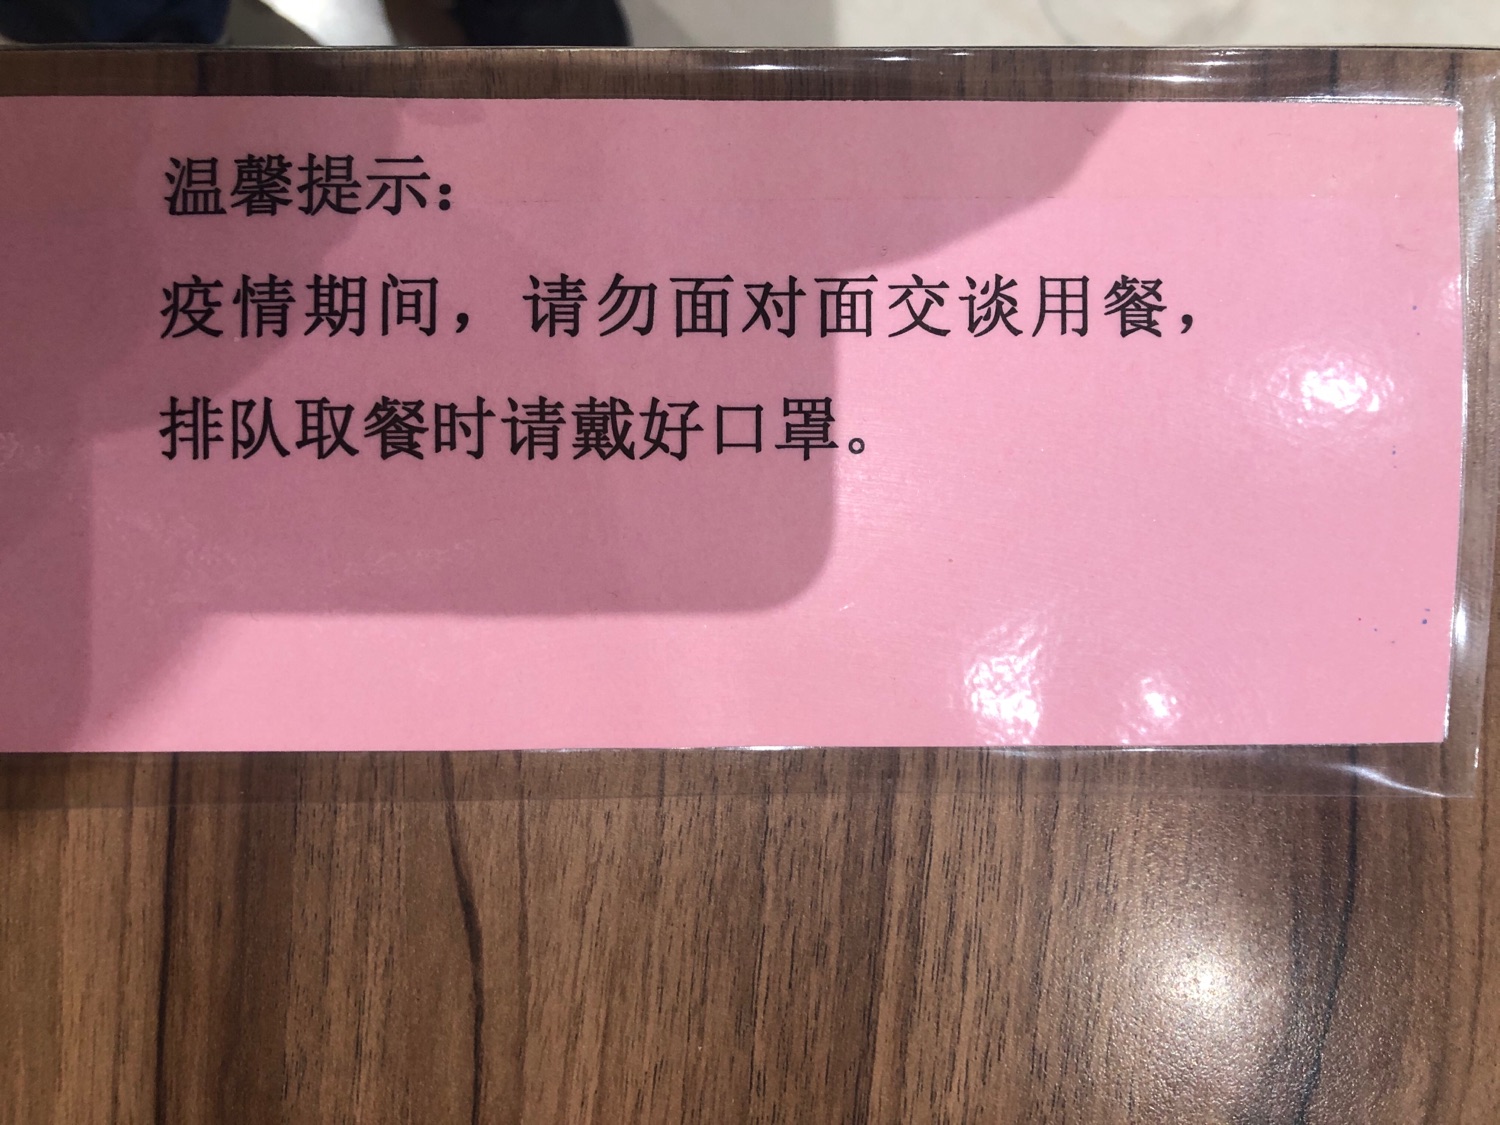 温馨提示：
疫情期间，请勿面对面交谈用餐，
排队取餐时请戴好口罩。